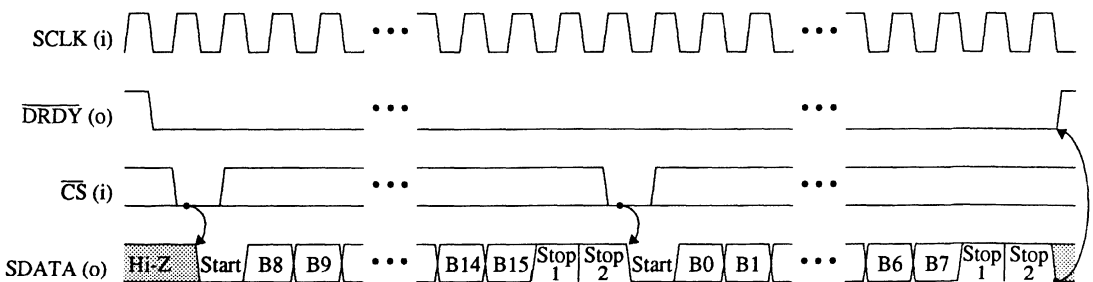 SCLK (i)
DRDY (o)
CS (i)
SDATA (o) Hi-Z Start B8 B9 B14 B15 Stop 1 Stop 2 Start B0 B1 B6 B7 Stop 1 Stop 2